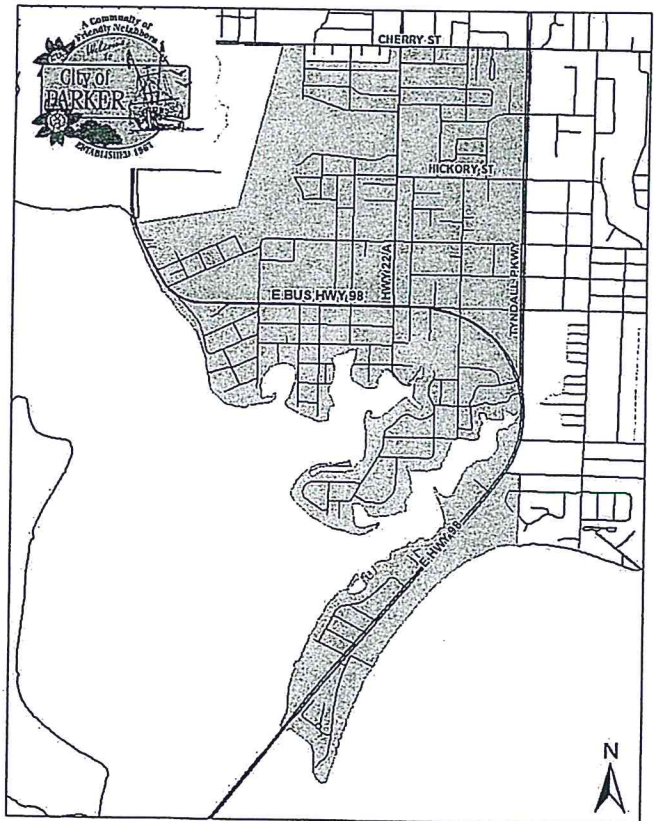 A Community of
Friendly Neighbors
Welcomes
to
City of
PARKER
ESTABLISHED 1967
CHERRY ST
HICKORY ST
HWY 22A
TYNDALL PKWY
E BUS HWY 98
E HWY 98
N